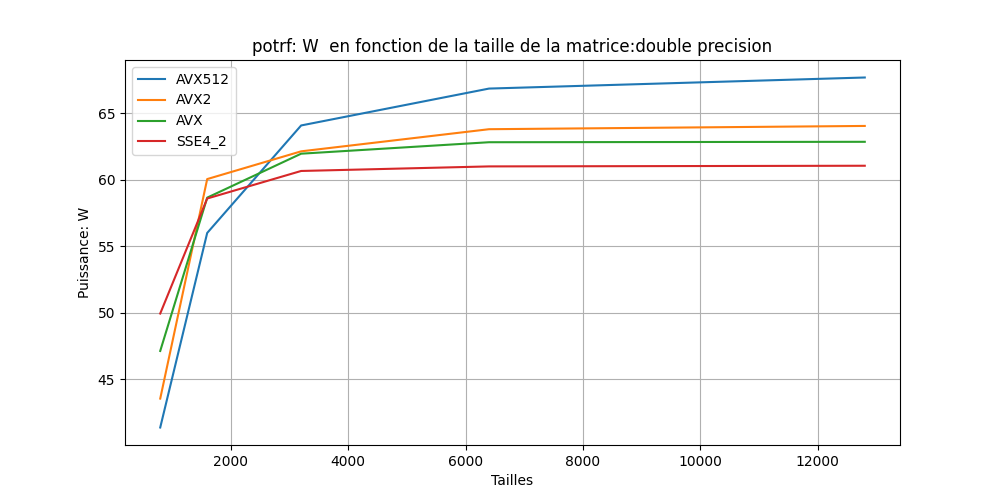 potrf: W  en fonction de la taille de la matrice:double precision
AVX512
AVX2
AVX
SSE4_2
65
60
55
50
45
Puissance: W
2000 4000 6000 8000 10000 12000
Tailles